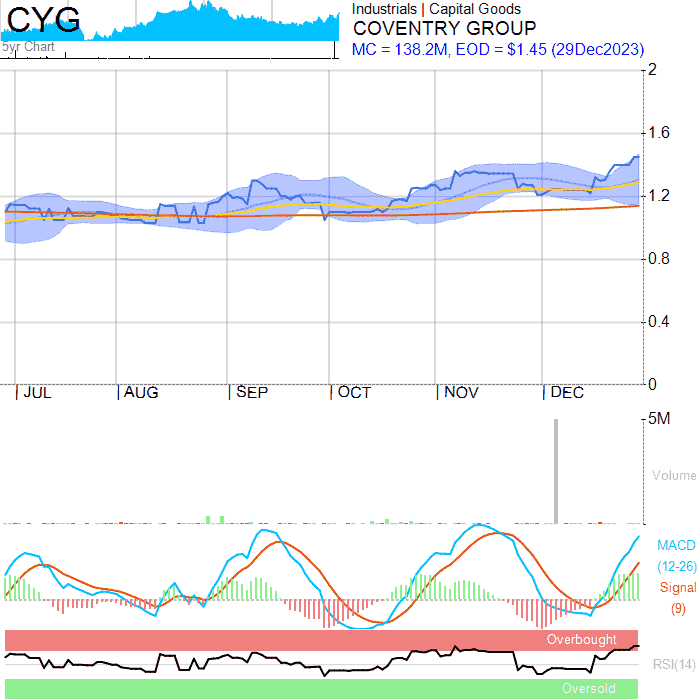 CYG
5yr Chart
Industrials | Capital Goods
COVENTRY GROUP
MC = 138.2M, EOD = $1.45 (29Dec2023)
2
1.6
1.2
0.8
0.4
0
JUL AUG SEP OCT NOV DEC
5M
Volume
MACD
(12-26)
Signal
(9)
Overbought
RSI(14)
Oversold